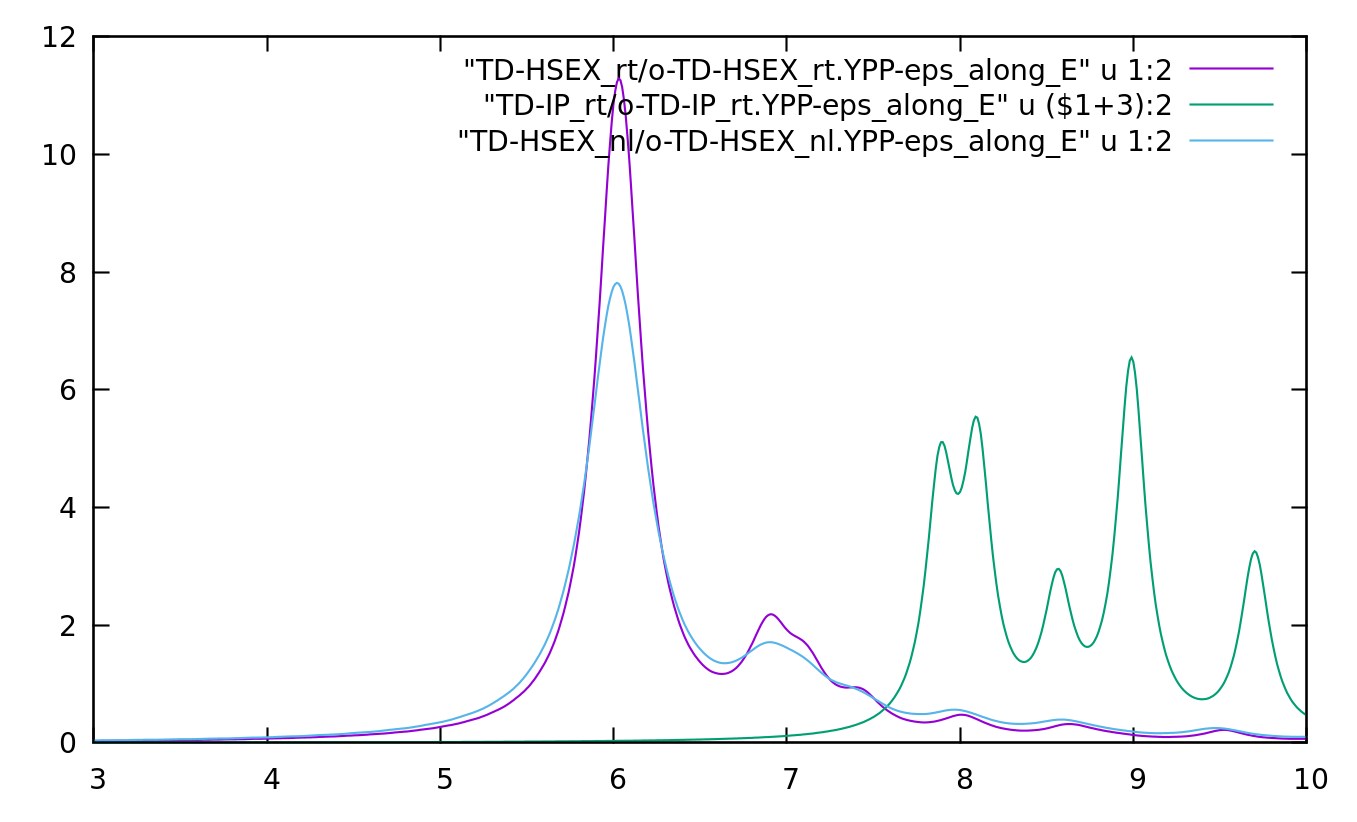 12
"TD-HSEX_rt/o-TD-HSEX_rt.YPP-eps_along_E" u 1:2
"TD-IP_rt/o-TD-IP_rt.YPP-eps_along_E" u ($1+3):2
"TD-HSEX_nl/o-TD-HSEX_nl.YPP-eps_along_E" u 1:2
10
8
6
4
2
0
3 4 5 6 7 8 9 10